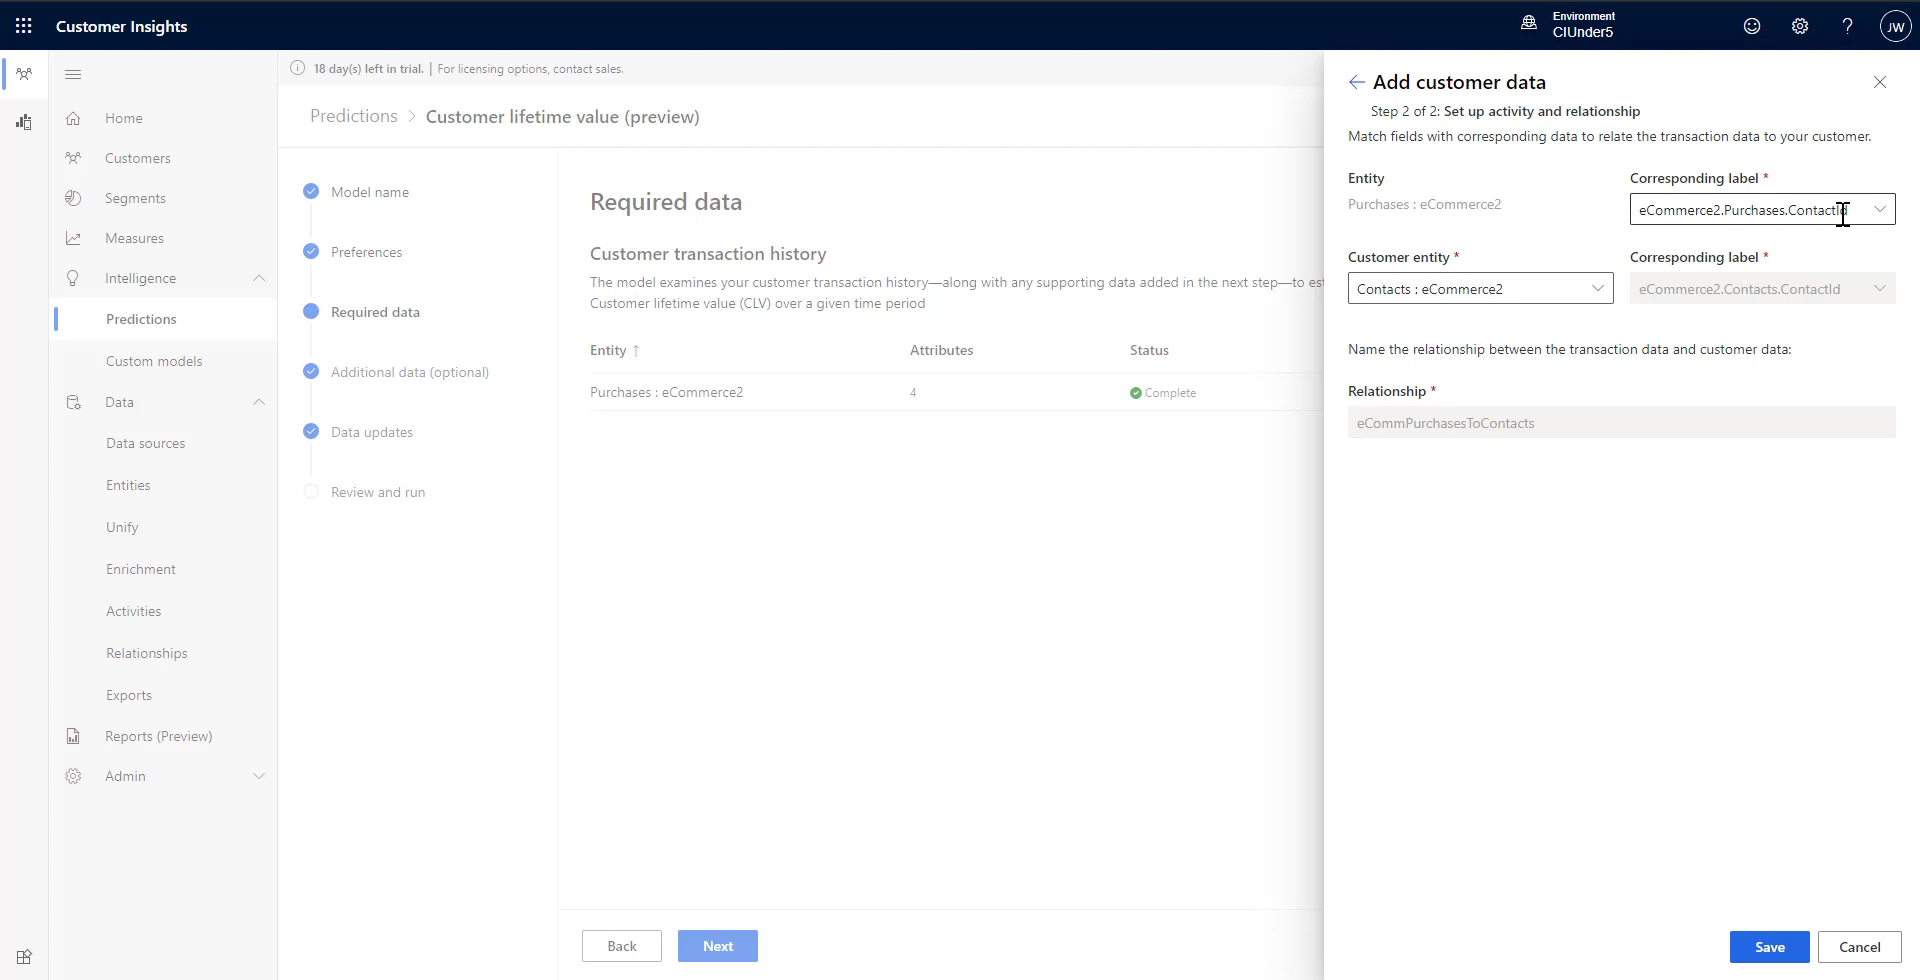 Customer Insights
Environment
CIUnder5
JW
18 day(s) left in trial. | For licensing options, contact sales.
Home
Customers
Segments
Measures
Intelligence
Predictions
Custom models
Data
Data sources
Entities
Unify
Enrichment
Activities
Relationships
Exports
Reports (Preview)
Admin
Predictions > Customer lifetime value (preview)
Model name
Preferences
Required data
Additional data (optional)
Data updates
Review and run
Required data
Customer transaction history
The model examines your customer transaction history—along with any supporting data added in the next step—to est
Customer lifetime value (CLV) over a given time period
Entity ↑ Attributes Status
Purchases : eCommerce2 4 Complete
Back Next
Add customer data
Step 2 of 2: Set up activity and relationship
Match fields with corresponding data to relate the transaction data to your customer.
Entity Corresponding label *
Purchases : eCommerce2 eCommerce2.Purchases.ContactId
Customer entity * Corresponding label *
Contacts : eCommerce2 eCommerce2.Contacts.ContactId
Name the relationship between the transaction data and customer data:
Relationship *
eCommPurchasesToContacts
Save Cancel